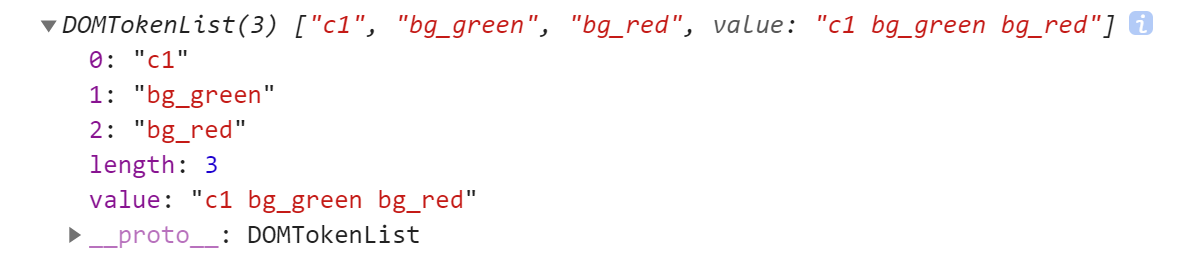 ▼DOMTokenList(3) ["c1", "bg_green", "bg_red", value: "c1 bg_green bg_red"] i
0: "c1"
1: "bg_green"
2: "bg_red"
length: 3
value: "c1 bg_green bg_red"
▶__proto__: DOMTokenList